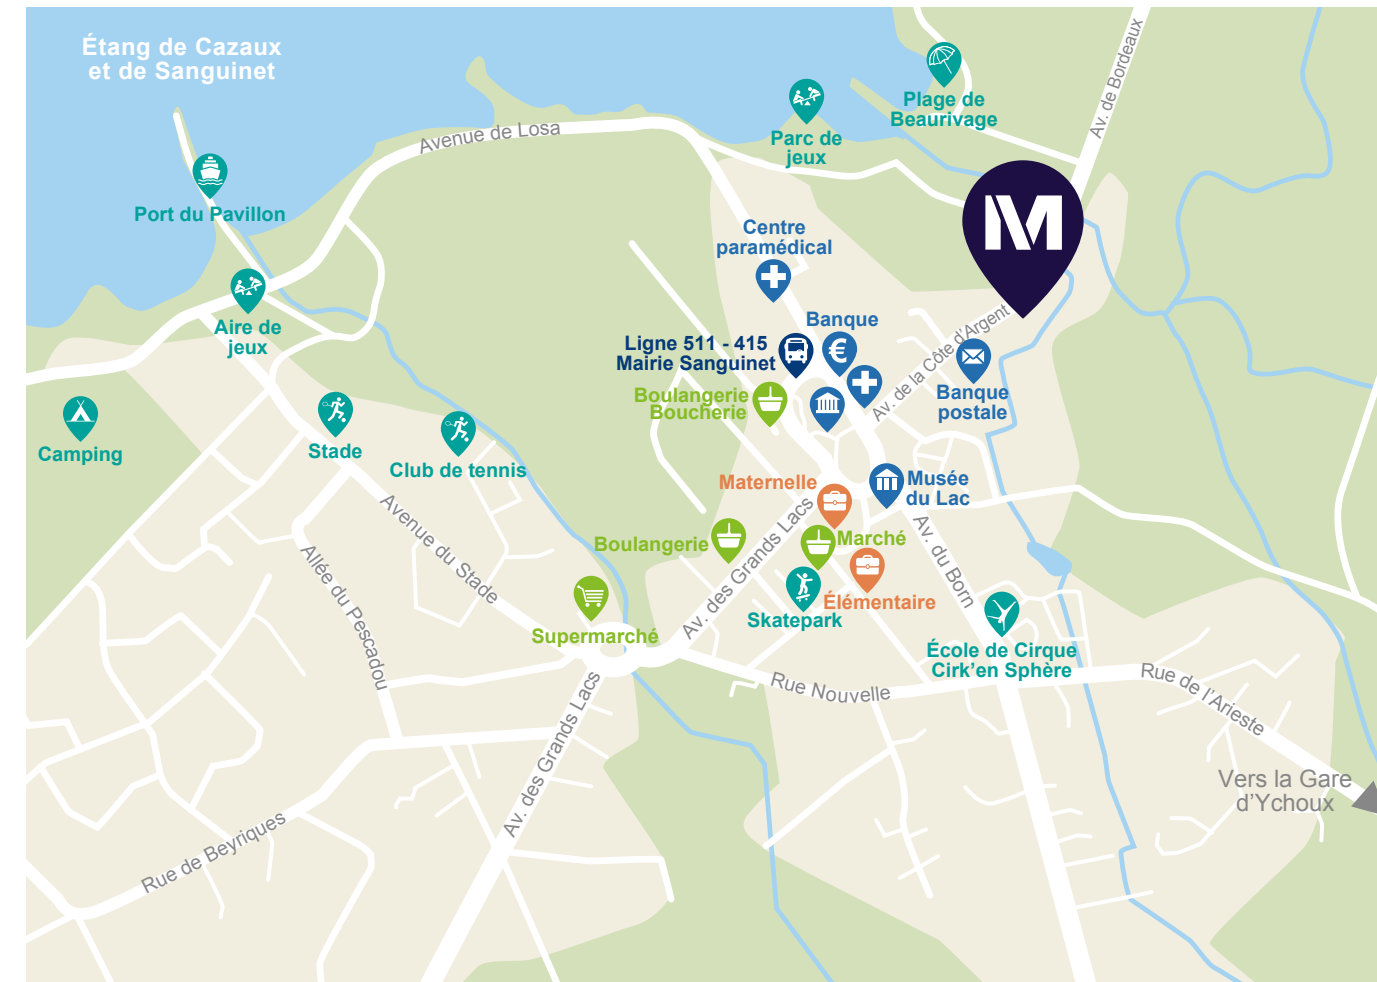 Étang de Cazaux
et de Sanguinet
Plage de
Beaurivage
Av. de Bordeaux
Parc de
jeux
Avenue de Losa
Port du Pavillon
M
Centre
paramédical
Aire de
jeux
Banque
Ligne 511 - 415
Mairie Sanguinet
€
Av. de la Côte d'Argent
Banque
postale
Boulangerie
Boucherie
Camping
Stade
Club de tennis
Maternelle
Musée
du Lac
Avenue du Stade
Boulangerie
Marché
Av. des Grands Lacs
Av. du Born
Allée du Pescadou
Élémentaire
Skatepark
Supermarché
École de Cirque
Cirk'en Sphère
Rue Nouvelle
Rue de l'Arieste
Av. des Grands Lacs
Vers la Gare
d'Ychoux
Rue de Beyriques